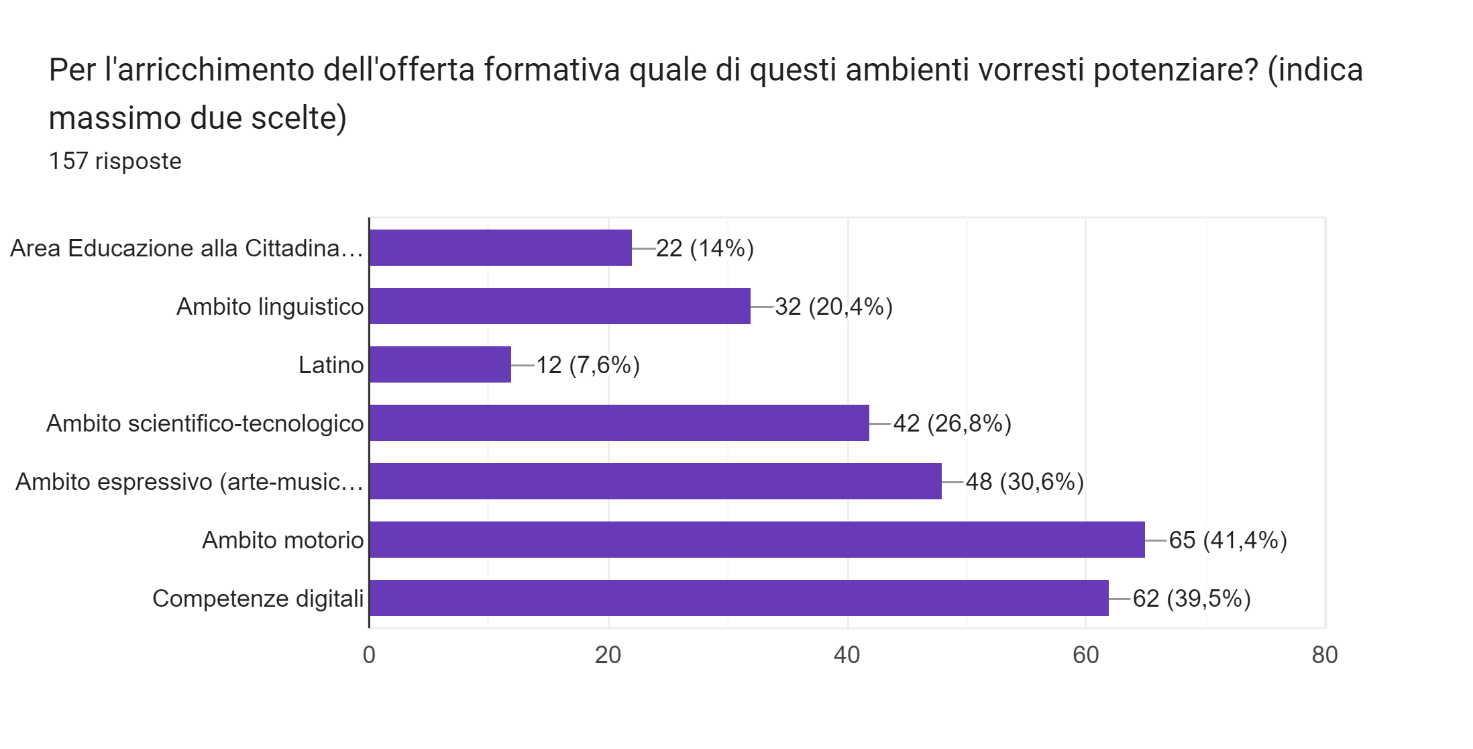 Per l'arricchimento dell'offerta formativa quale di questi ambienti vorresti potenziare? (indica
massimo due scelte)
157 risposte
Area Educazione alla Cittadina… 22 (14%)
Ambito linguistico 32 (20,4%)
Latino 12 (7,6%)
Ambito scientifico-tecnologico 42 (26,8%)
Ambito espressivo (arte-music… 48 (30,6%)
Ambito motorio 65 (41,4%)
Competenze digitali 62 (39,5%)
0 20 40 60 80